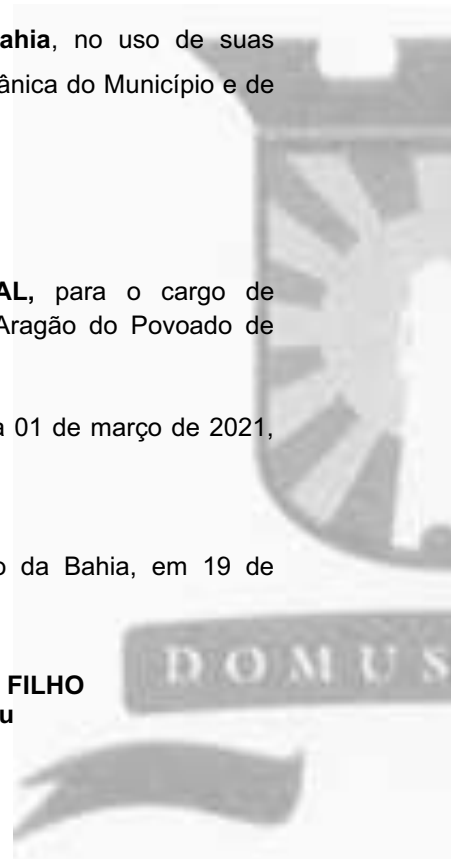 ahia, no uso de suas
ânica do Município e de
AL, para o cargo de
Aragão do Povoado de
a 01 de março de 2021,
o da Bahia, em 19 de
FILHO
u
DOMUS